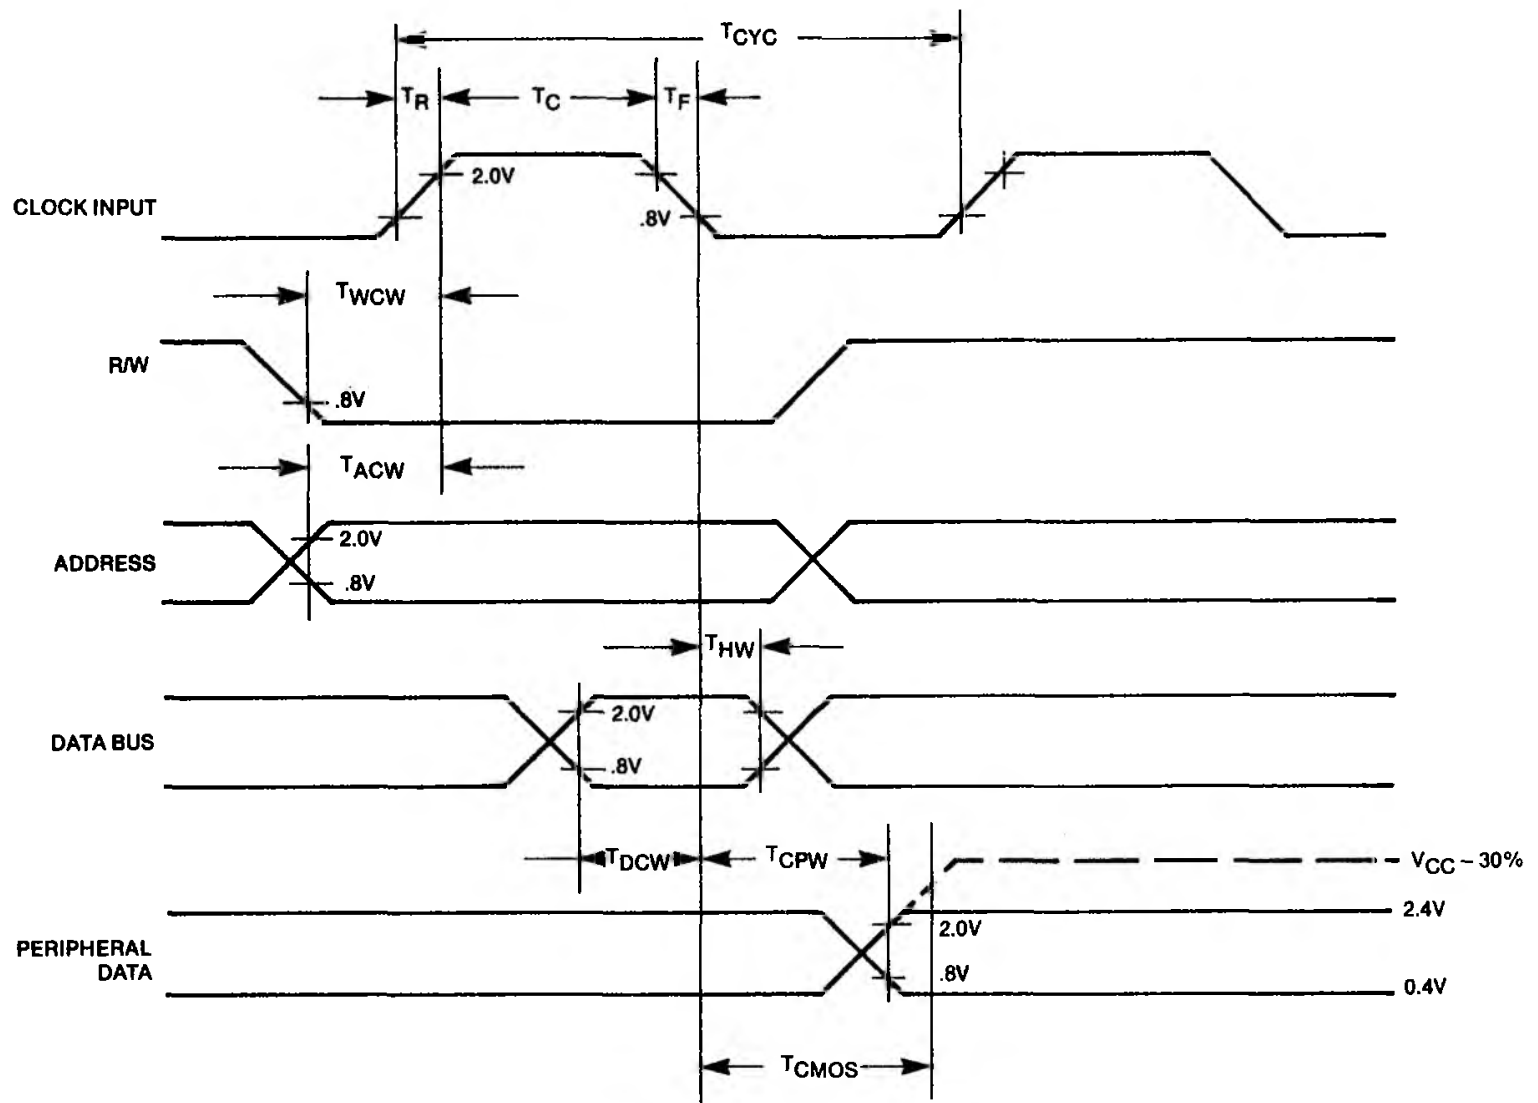 TCYC
TR TC TF
2.0V
CLOCK INPUT
.8V
TWCW
R/W
.8V
TACW
2.0V
ADDRESS
.8V
THW
2.0V
DATA BUS
.8V
TDCW TCPW
VCC – 30%
2.4V
2.0V
PERIPHERAL
DATA
.8V
0.4V
TCMOS